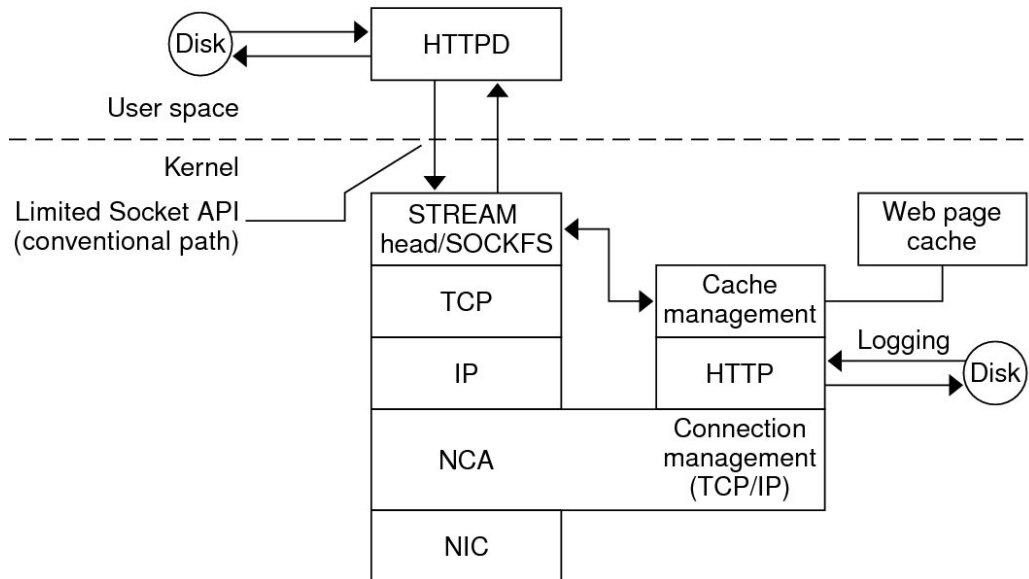 Disk
HTTPD
User space
Kernel
Limited Socket API
(conventional path)
STREAM
head/SOCKFS
Web page
cache
TCP
Cache
management
IP
HTTP
Logging
Disk
NCA
Connection
management
(TCP/IP)
NIC